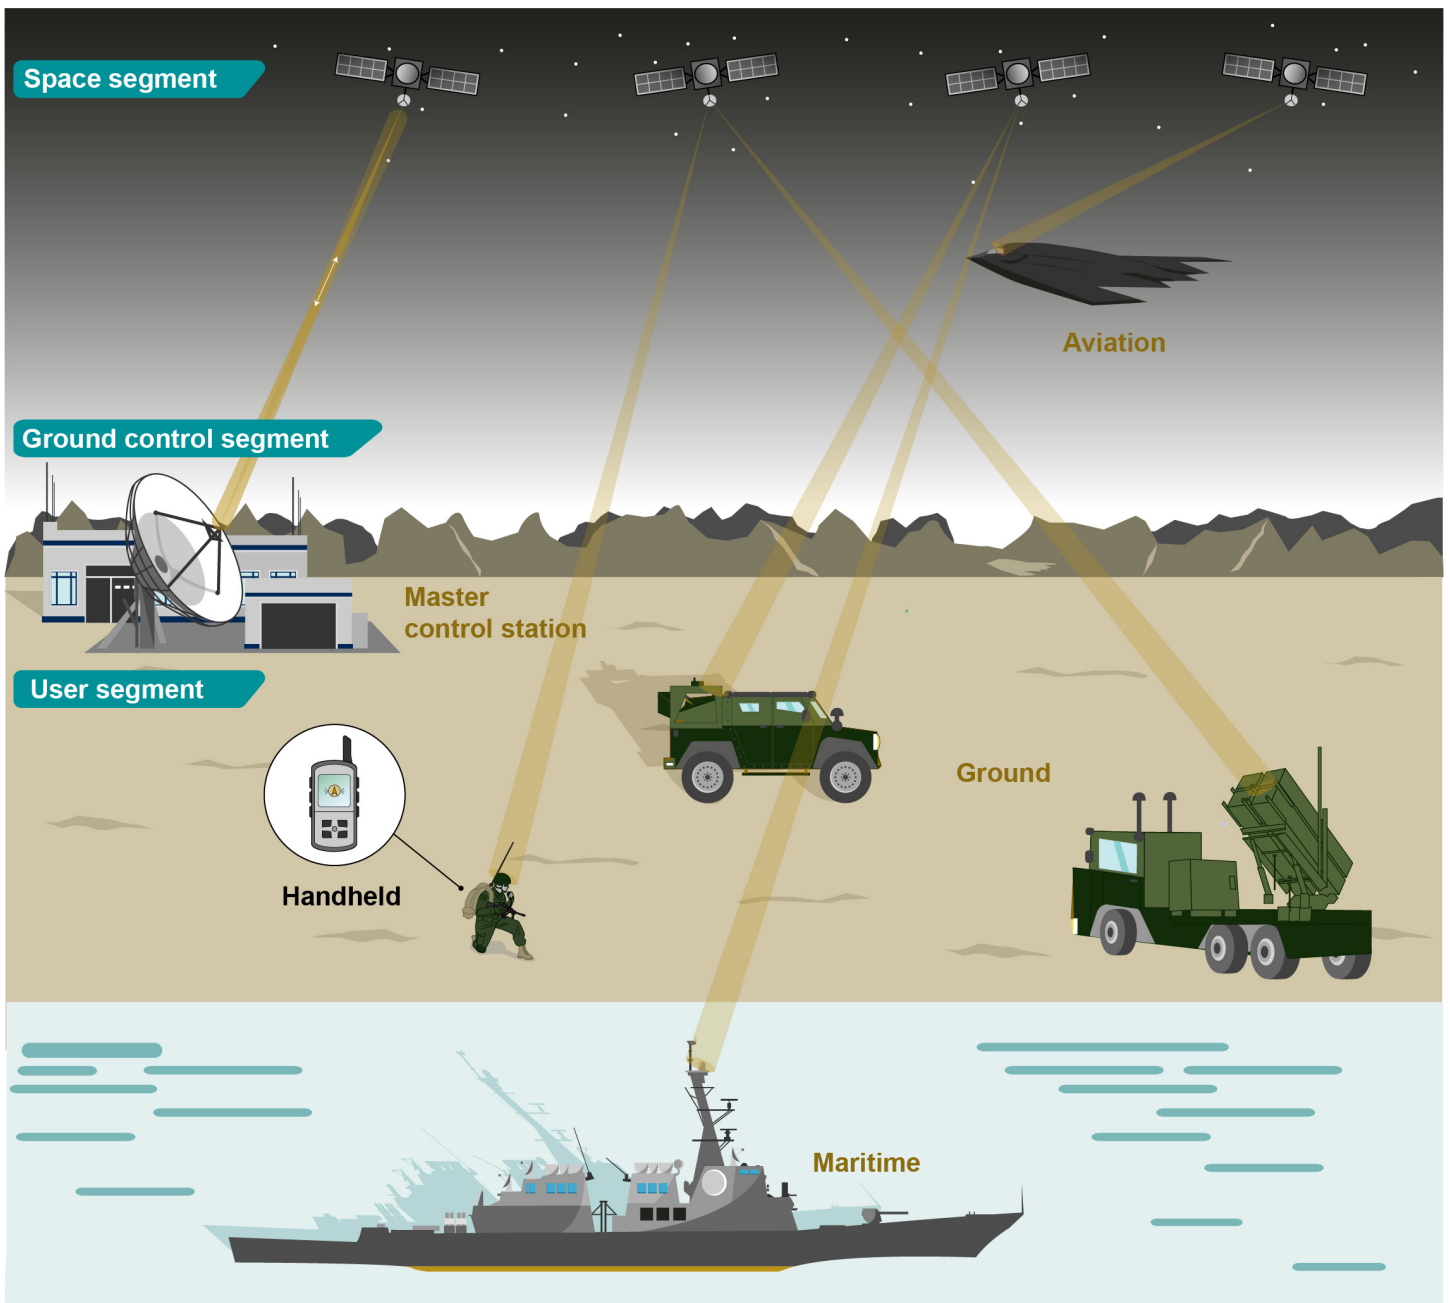 Space segment
Aviation
Ground control segment
Master
control station
User segment
Ground
A
Handheld
Maritime